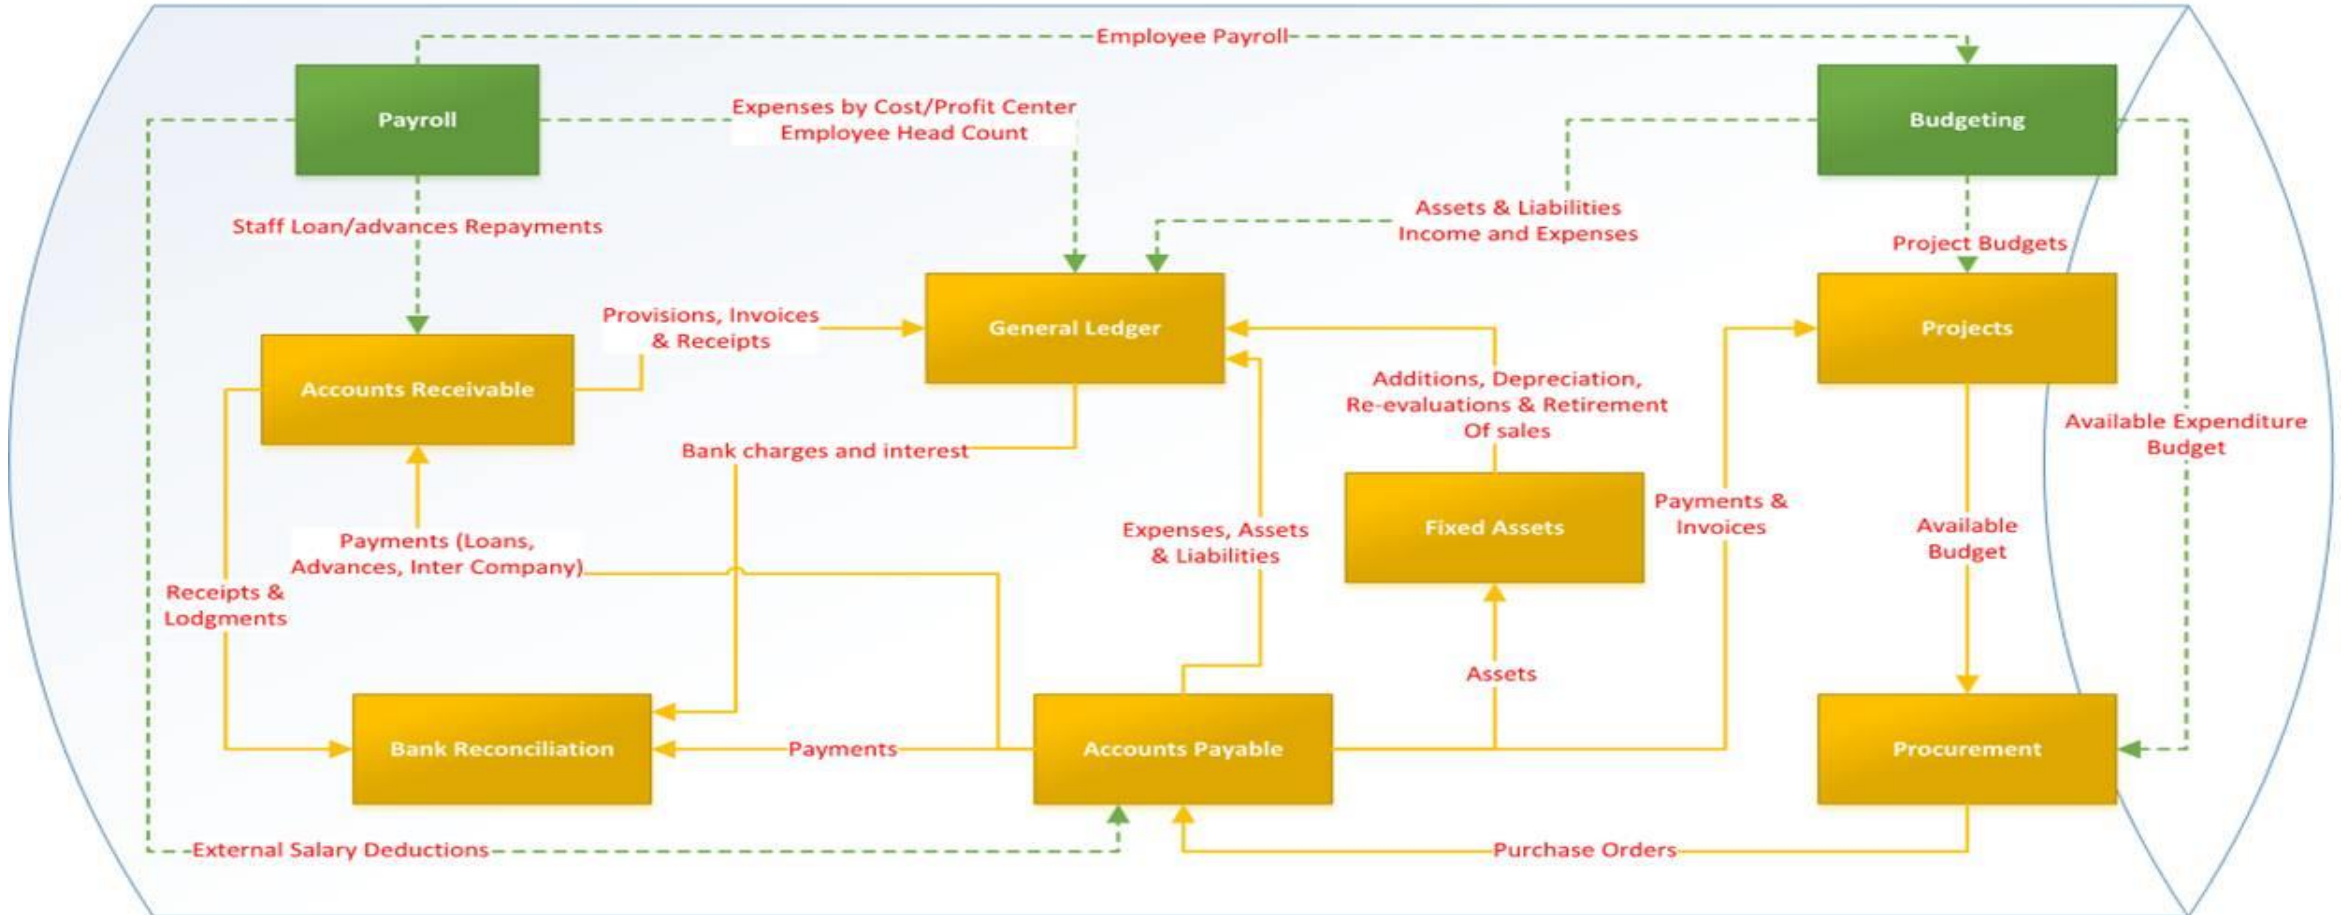 Employee Payroll
Payroll
Expenses by Cost/Profit Center
Employee Head Count
Budgeting
Staff Loan/advances Repayments
Assets & Liabilities
Income and Expenses
Project Budgets
Provisions, Invoices
& Receipts
General Ledger
Projects
Accounts Receivable
Additions, Depreciation,
Re-evaluations & Retirement
Of sales
Available Expenditure
Budget
Bank charges and interest
Payments (Loans,
Advances, Inter Company)
Expenses, Assets
& Liabilities
Fixed Assets
Payments &
Invoices
Available
Budget
Receipts &
Lodgments
Assets
Bank Reconciliation
Payments
Accounts Payable
Procurement
External Salary Deductions
Purchase Orders